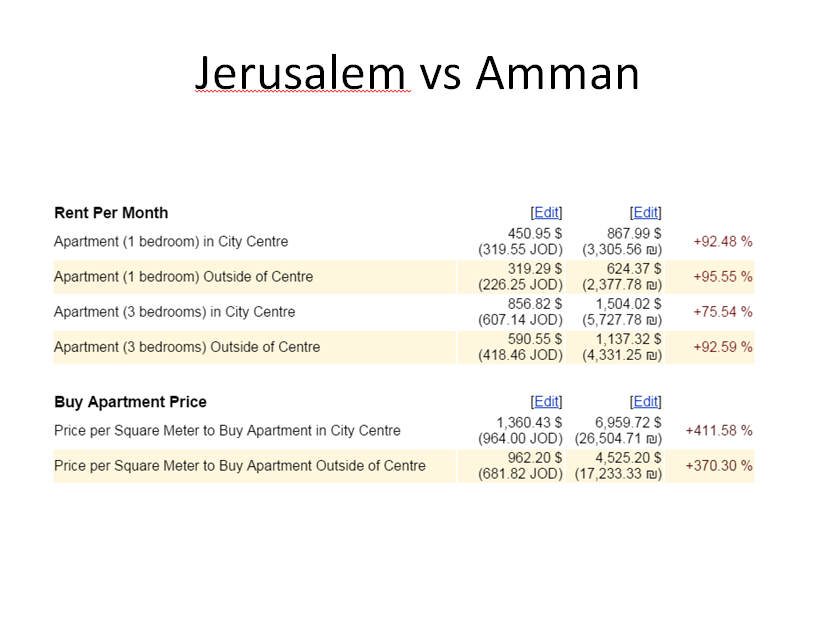 Jerusalem vs Amman
Rent Per Month [Edit] [Edit]
Apartment (1 bedroom) in City Centre 450.95 $ (319.55 JOD) 867.99 $ (3,305.56 ₪) +92.48 %
Apartment (1 bedroom) Outside of Centre 319.29 $ (226.25 JOD) 624.37 $ (2,377.78 ₪) +95.55 %
Apartment (3 bedrooms) in City Centre 856.82 $ (607.14 JOD) 1,504.02 $ (5,727.78 ₪) +75.54 %
Apartment (3 bedrooms) Outside of Centre 590.55 $ (418.46 JOD) 1,137.32 $ (4,331.25 ₪) +92.59 %
Buy Apartment Price [Edit] [Edit]
Price per Square Meter to Buy Apartment in City Centre 1,360.43 $ (964.00 JOD) 6,959.72 $ (26,504.71 ₪) +411.58 %
Price per Square Meter to Buy Apartment Outside of Centre 962.20 $ (681.82 JOD) 4,525.20 $ (17,233.33 ₪) +370.30 %